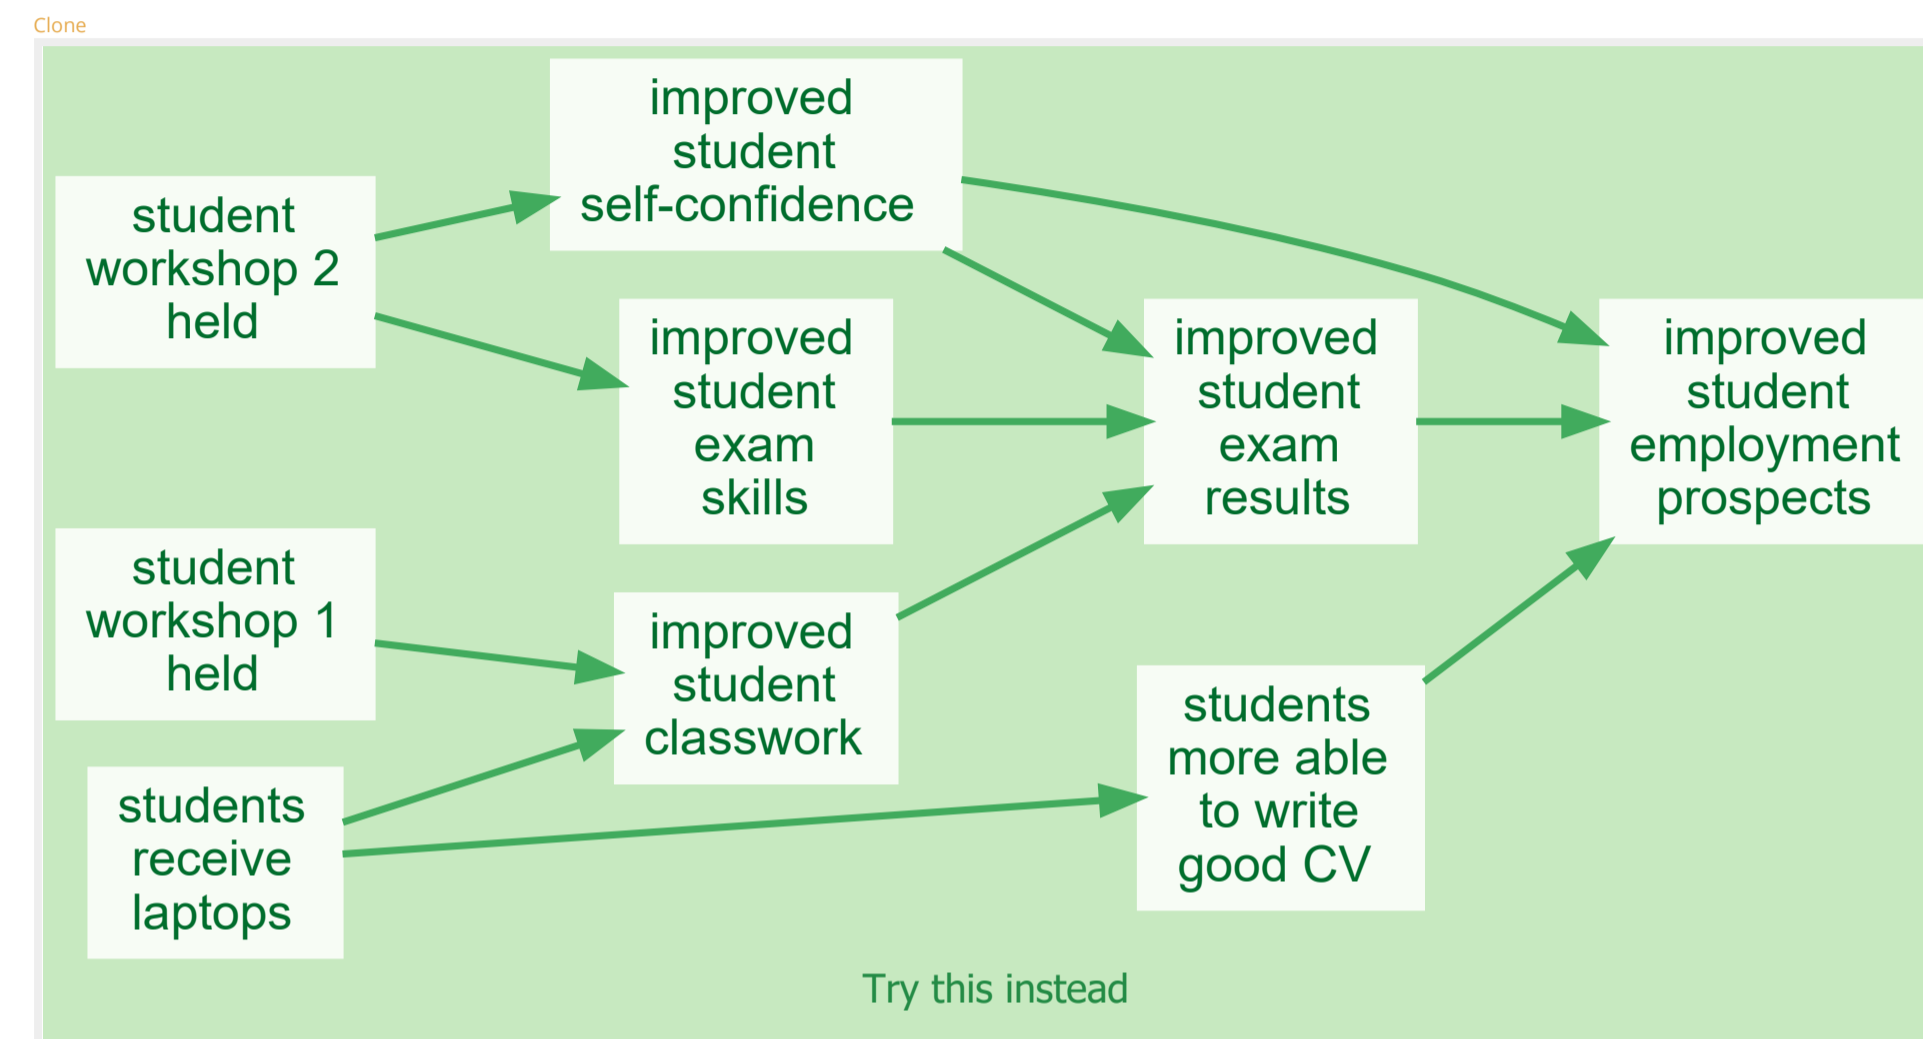 Clone
improved
student
self-confidence
student
workshop 2
held
improved
student
exam
skills
improved
student
exam
results
improved
student
employment
prospects
student
workshop 1
held
improved
student
classwork
students
more able
to write
good CV
students
receive
laptops
Try this instead